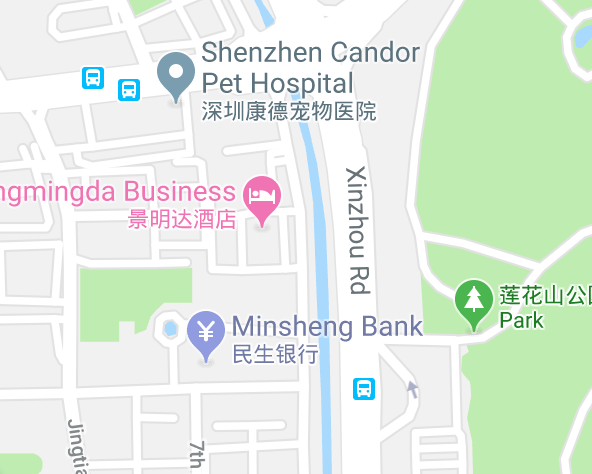 Shenzhen Candor
Pet Hospital
深圳康德宠物医院
ngmingda Business
景明达酒店
Xinzhou Rd
莲花山公
Park
¥
Minsheng Bank
民生银行
Jingtia
7th